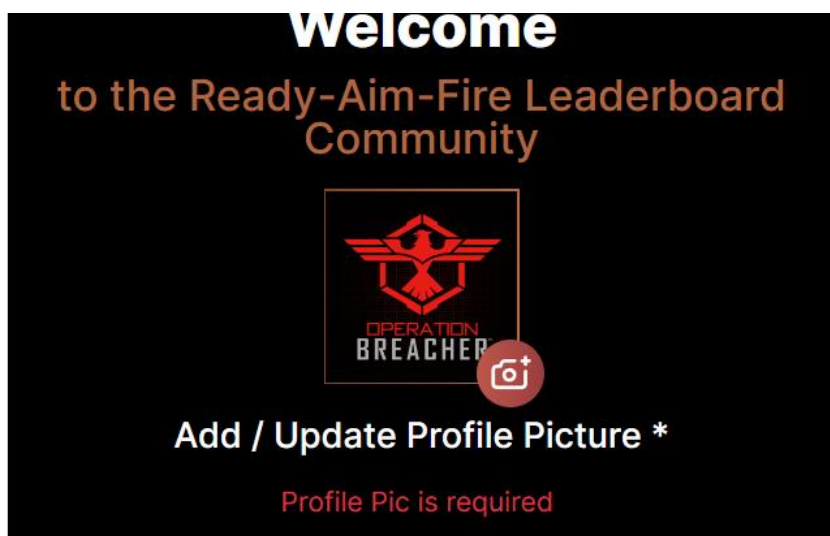 Welcome
to the Ready-Aim-Fire Leaderboard
Community
OPERATION
BREACHER
Add / Update Profile Picture *
Profile Pic is required